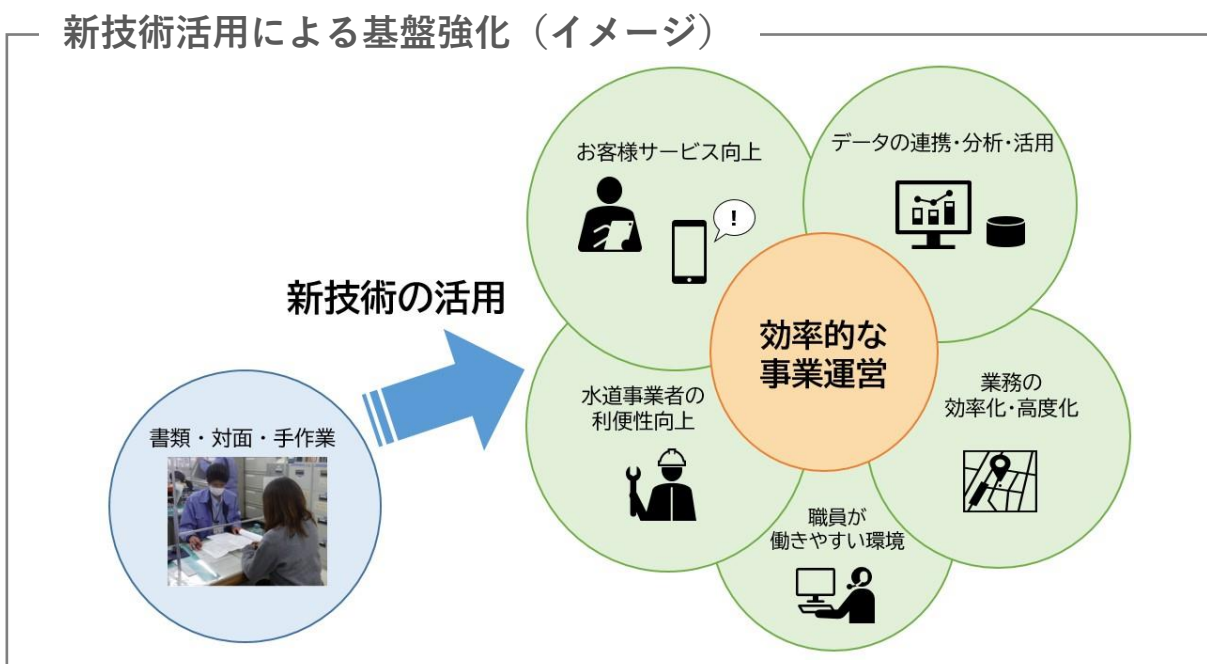 新技術活用による基盤強化（イメージ）
お客様サービス向上
!
データの連携・分析・活用
新技術の活用
効率的な
事業運営
水道事業者の
利便性向上
業務の
効率化・高度化
書類・対面・手作業
職員が
働きやすい環境